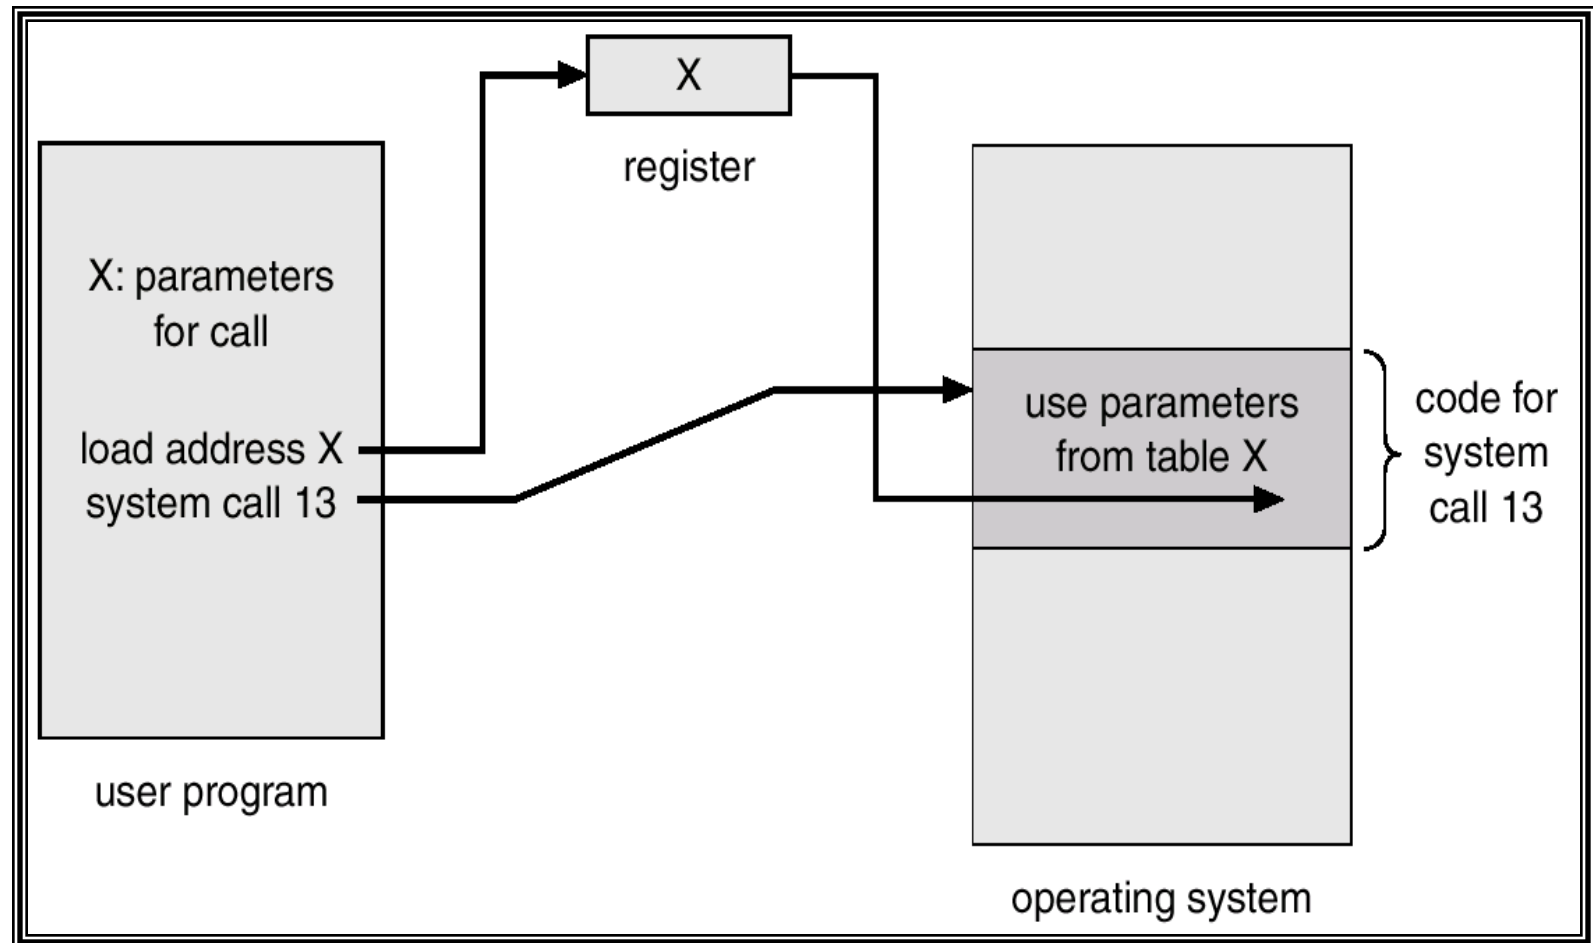 X
register
X: parameters
for call
load address X
system call 13
user program
use parameters
from table X
code for
system
call 13
operating system